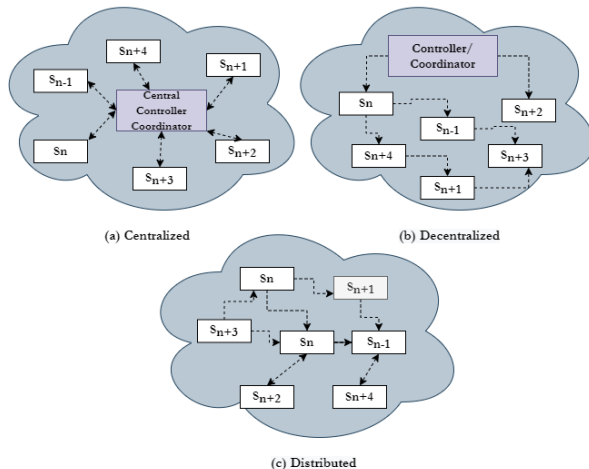 Sn+4
Sn-1
Sn+1
Central
Controller
Coordinator
Sn
Sn+2
Sn+3
(a) Centralized
Controller/
Coordinator
Sn
Sn-1
Sn+2
Sn+4
Sn+3
Sn+1
(b) Decentralized
Sn
Sn+1
Sn+3
Sn
Sn-1
Sn+2
Sn+4
(c) Distributed